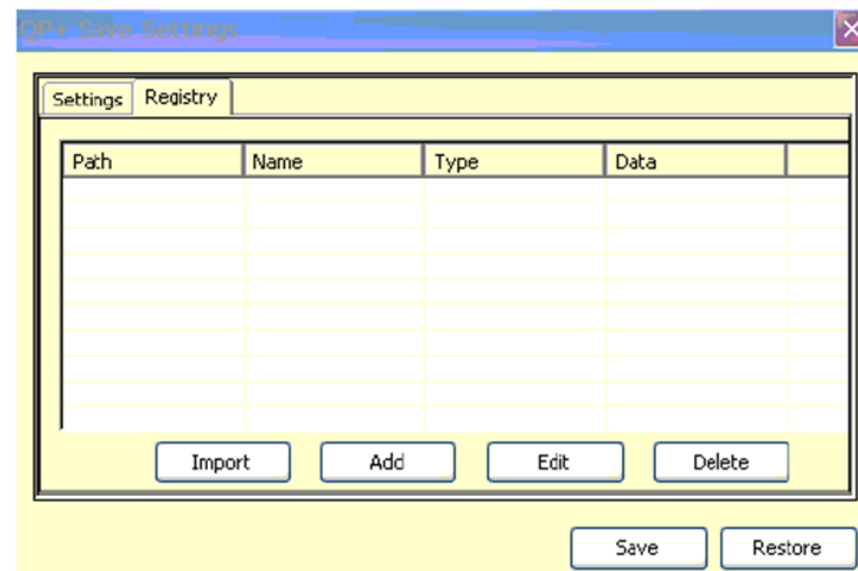 QP+ Save Settings
Settings Registry
Path Name Type Data
Import Add Edit Delete
Save Restore